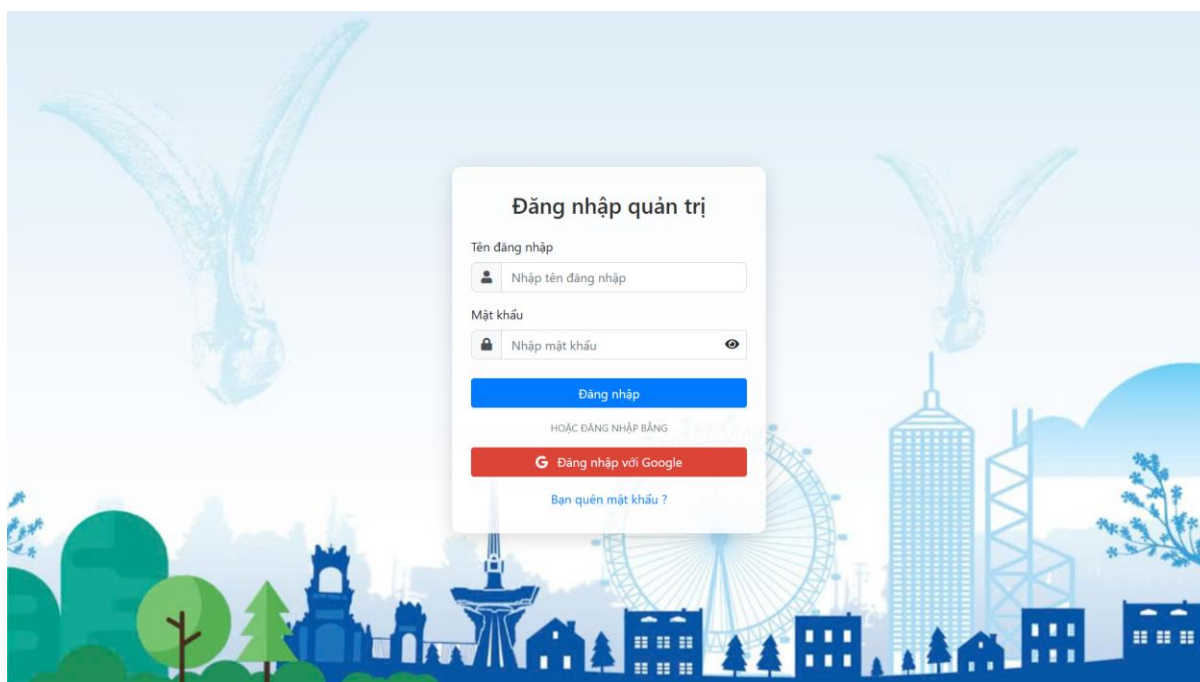 Đăng nhập quản trị
Tên đăng nhập
Nhập tên đăng nhập
Mật khẩu
Nhập mật khẩu
Đăng nhập
HOẶC ĐĂNG NHẬP BẰNG
Đăng nhập với Google
Bạn quên mật khẩu ?